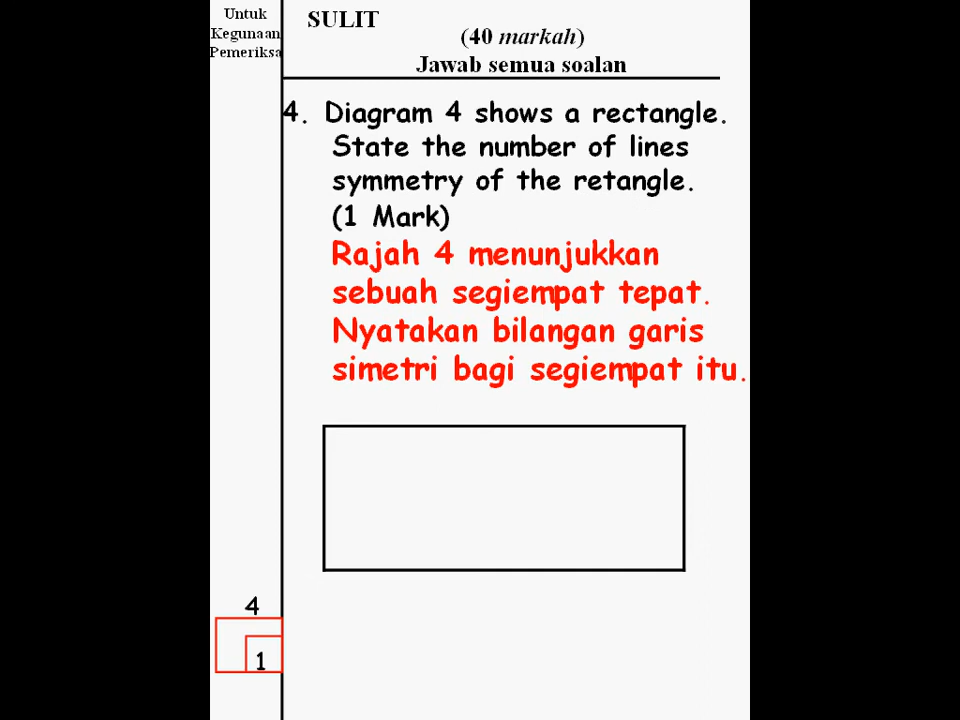 Untuk
Kegunaan
Pemeriksa
SULIT
(40 markah)
Jawab semua soalan
4. Diagram 4 shows a rectangle.
State the number of lines
symmetry of the retangle.
(1 Mark)
Rajah 4 menunjukkan
sebuah segiempat tepat.
Nyatakan bilangan garis
simetri bagi segiempat itu.
4
1